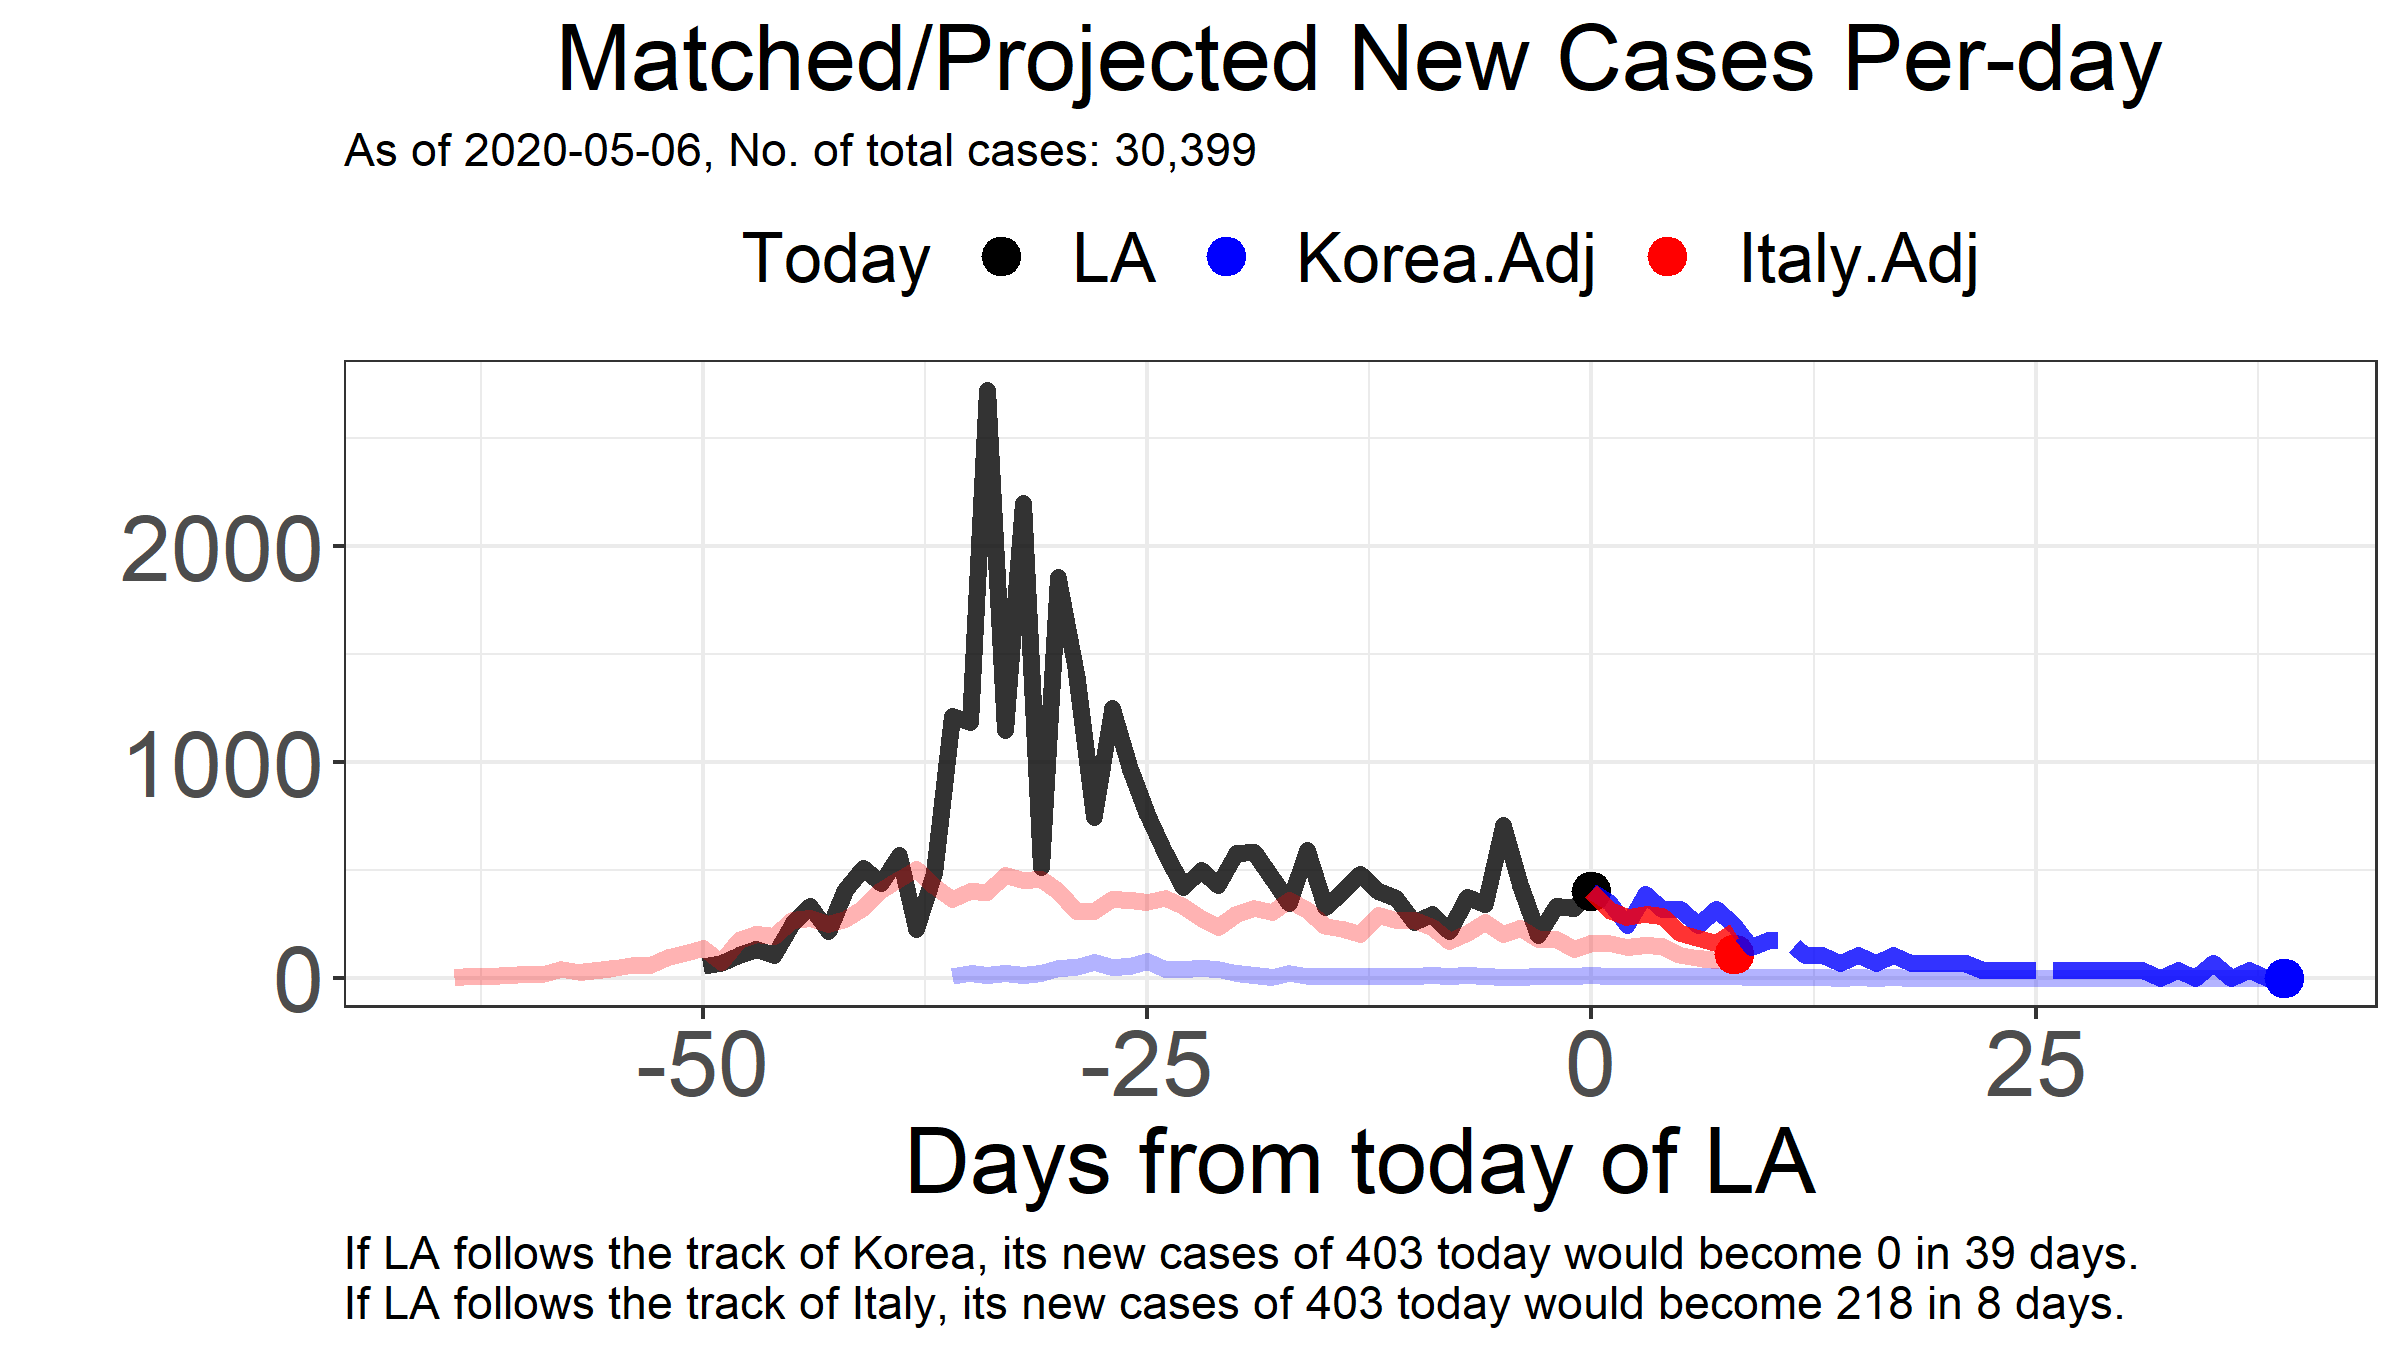 Matched/Projected New Cases Per-day
As of 2020-05-06, No. of total cases: 30,399
Today LA Korea.Adj Italy.Adj
2000
1000
0
-50 -25 0 25
Days from today of LA
If LA follows the track of Korea, its new cases of 403 today would become 0 in 39 days.
If LA follows the track of Italy, its new cases of 403 today would become 218 in 8 days.